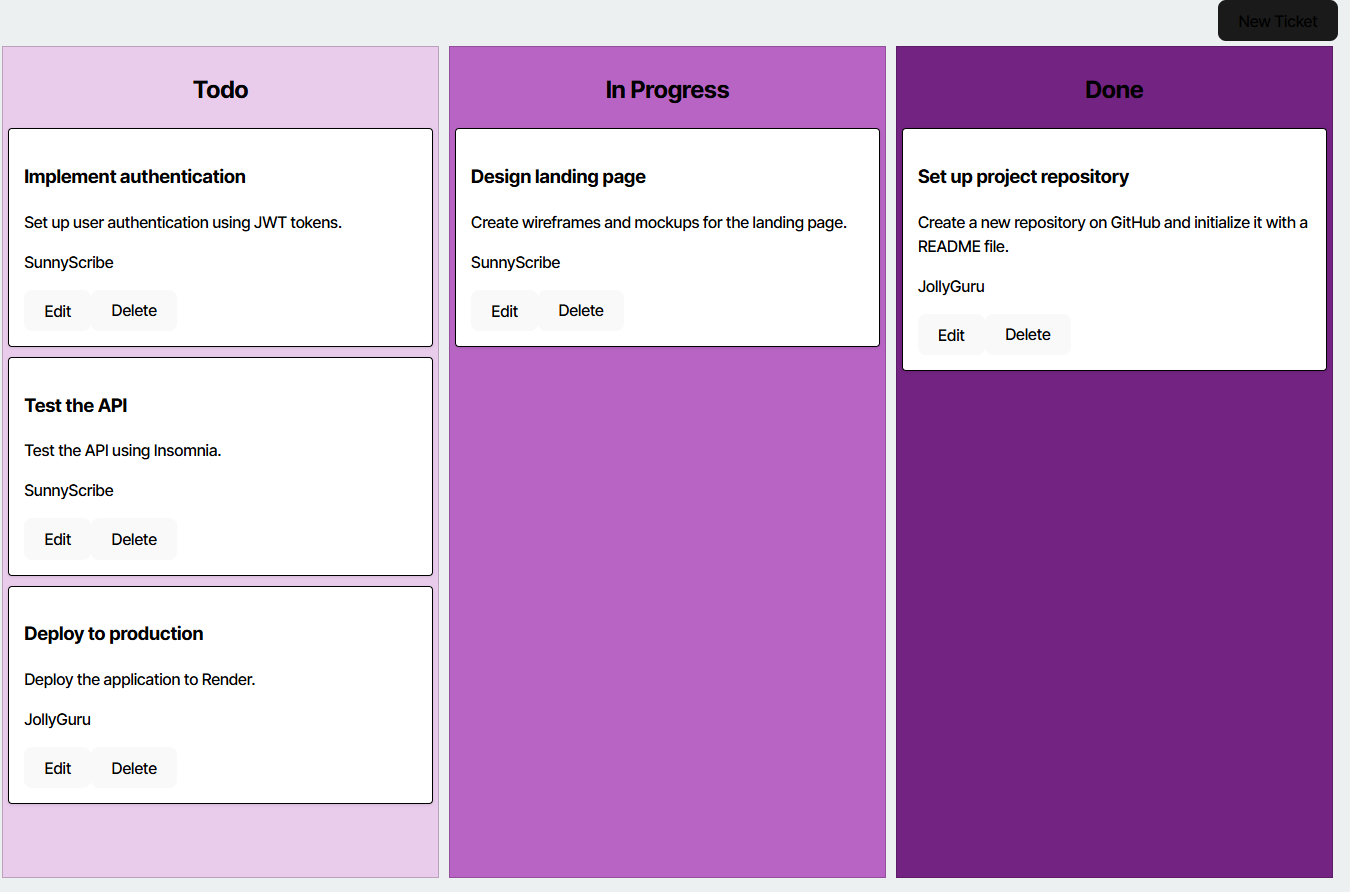 New Ticket
Todo
Implement authentication
Set up user authentication using JWT tokens.
SunnyScribe
Edit Delete
Test the API
Test the API using Insomnia.
SunnyScribe
Edit Delete
Deploy to production
Deploy the application to Render.
JollyGuru
Edit Delete
In Progress
Design landing page
Create wireframes and mockups for the landing page.
SunnyScribe
Edit Delete
Done
Set up project repository
Create a new repository on GitHub and initialize it with a
README file.
JollyGuru
Edit Delete